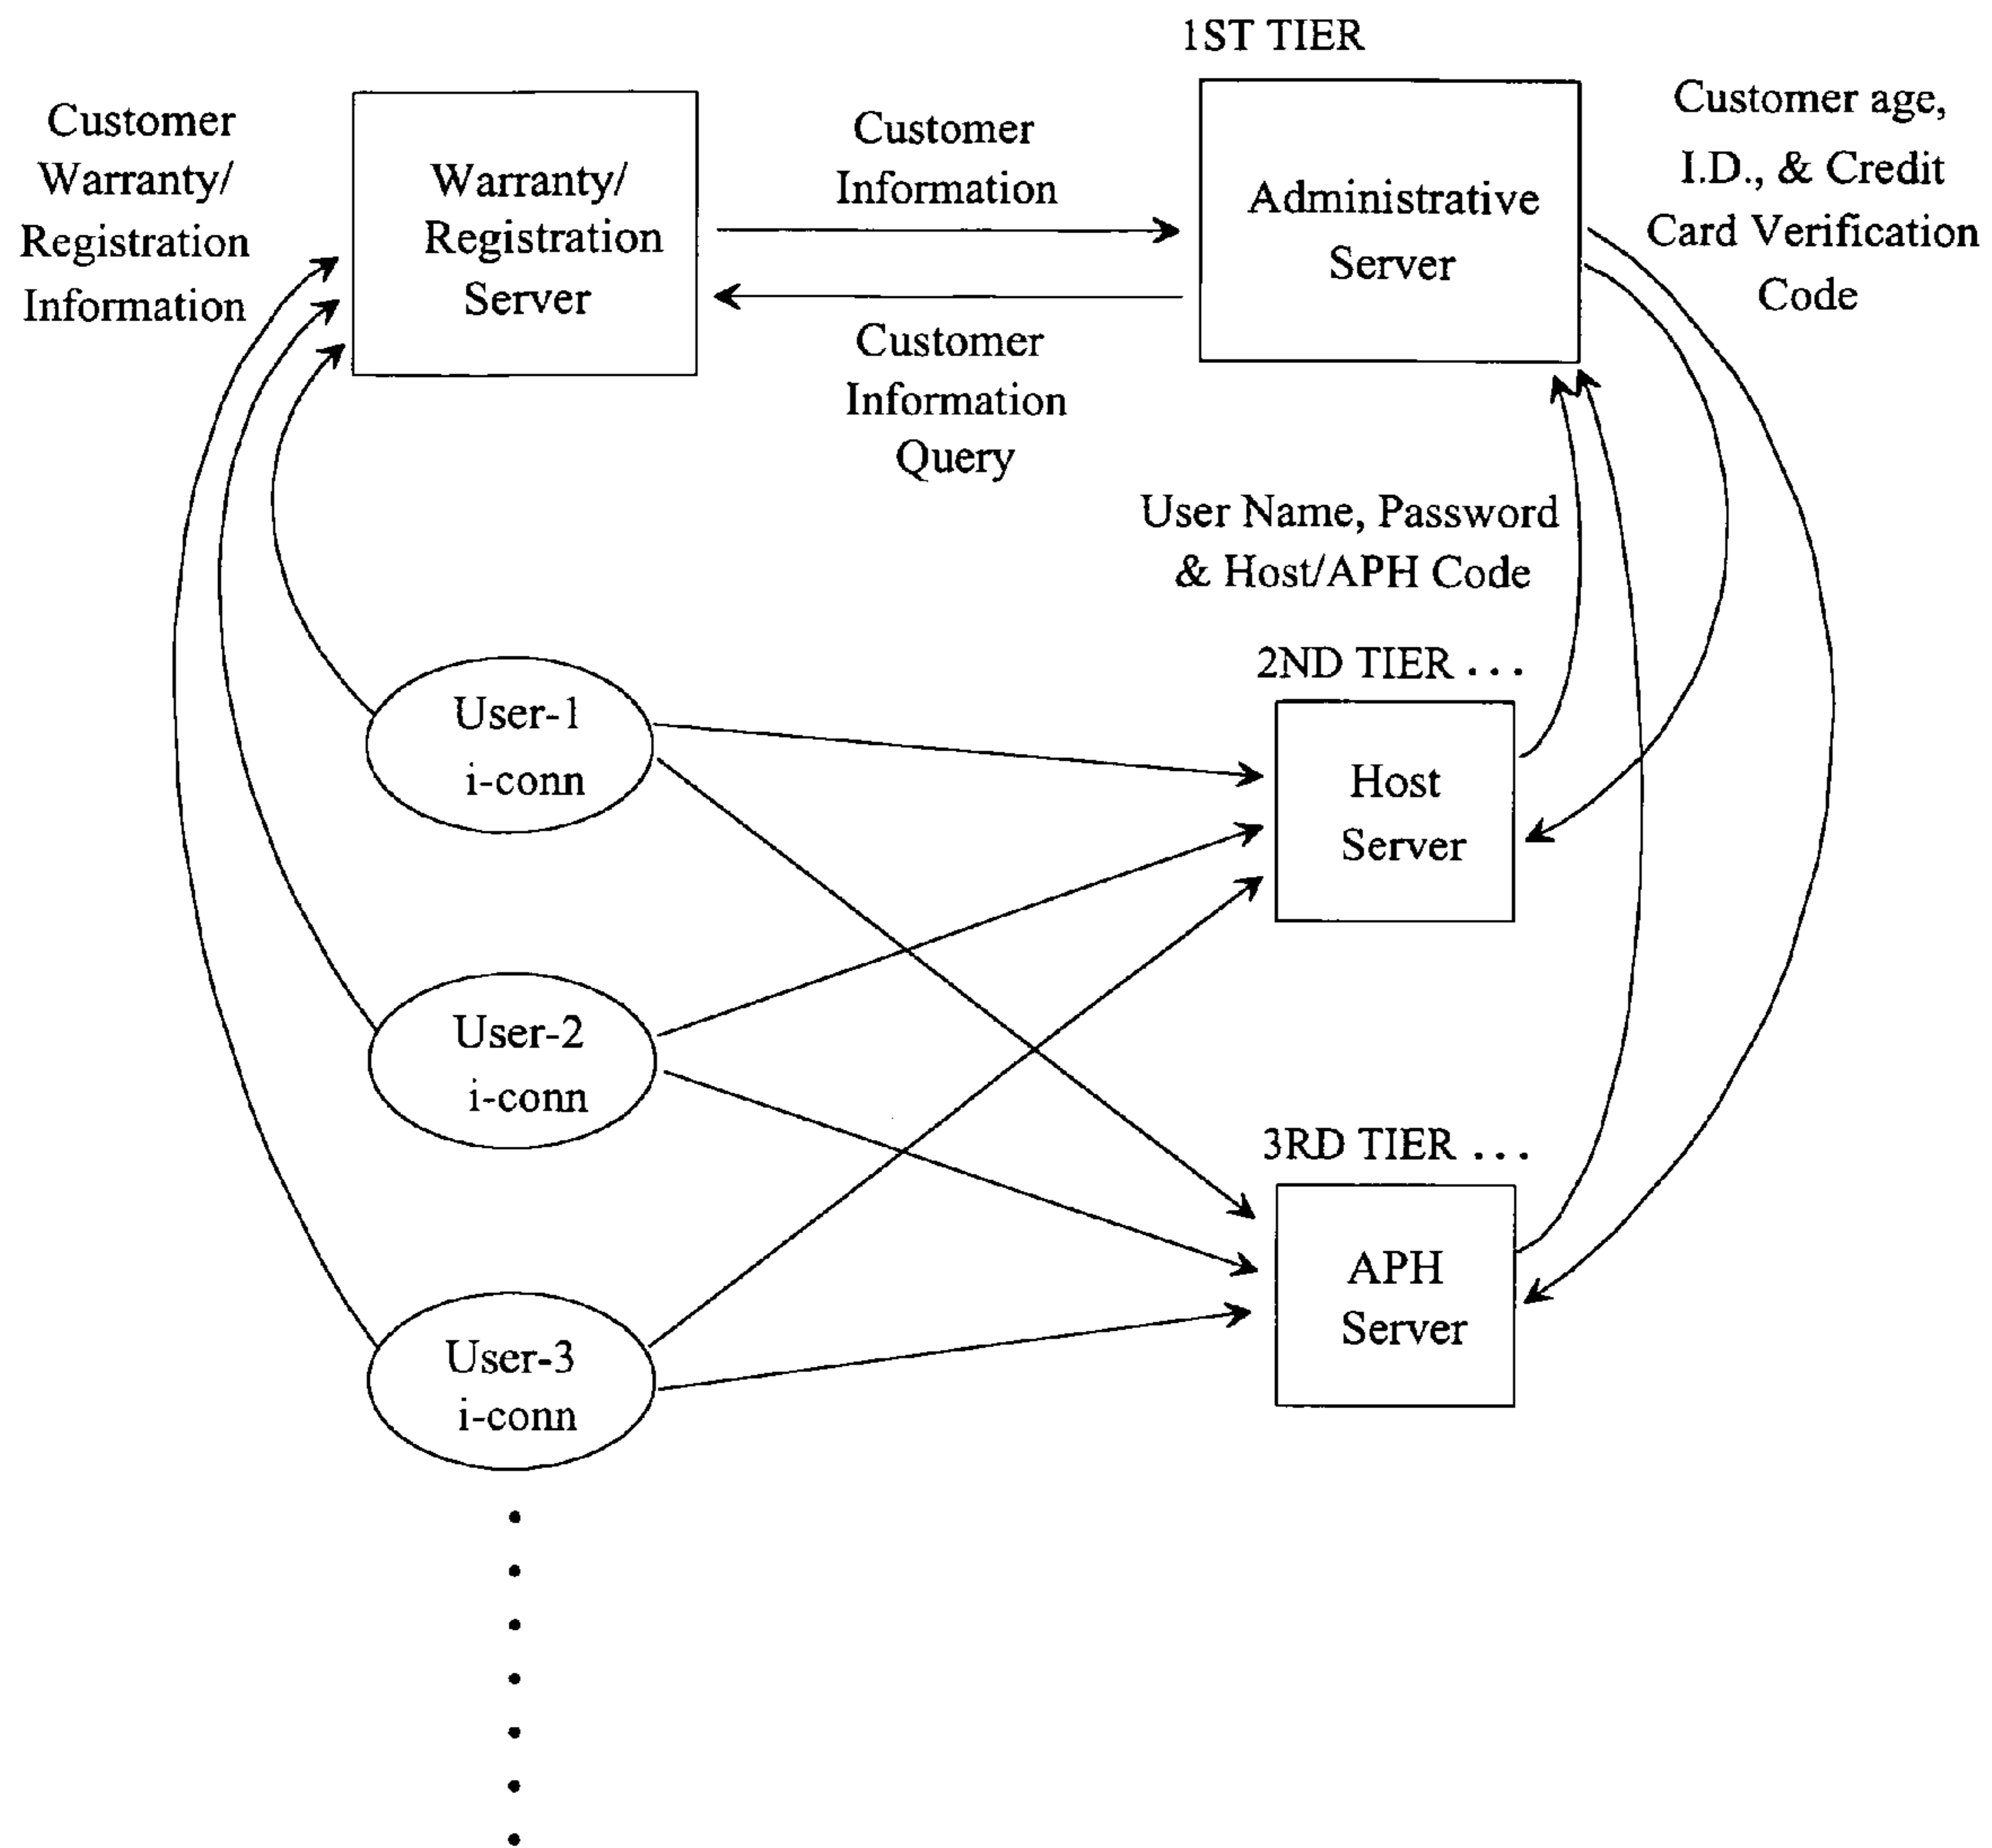 1ST TIER
Customer
Warranty/
Registration
Information
Warranty/
Registration
Server
Customer
Information
Customer
Information
Query
Administrative
Server
Customer age,
I.D., & Credit
Card Verification
Code
User Name, Password
& Host/APH Code
2ND TIER . . .
User-1
i-conn
Host
Server
User-2
i-conn
3RD TIER . . .
APH
Server
User-3
i-conn